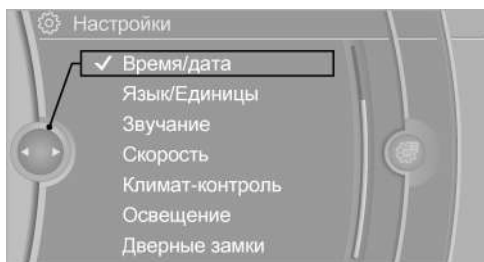 Настройки
Время/дата
Язык/Единицы
Звучание
Скорость
Климат-контроль
Освещение
Дверные замки